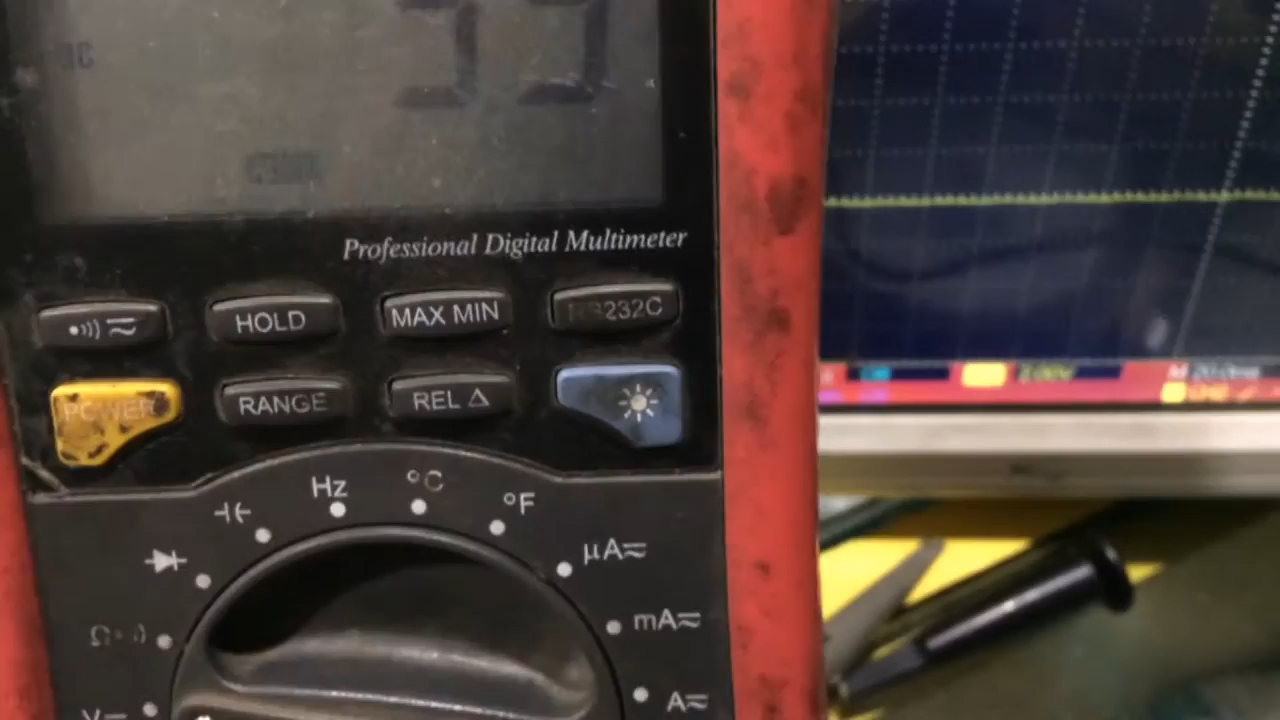 Professional Digital Multimeter
HOLD
MAX MIN
RS232C
POWER
RANGE
REL Δ
Hz
°C
°F
μA
mA
A
Ω
V